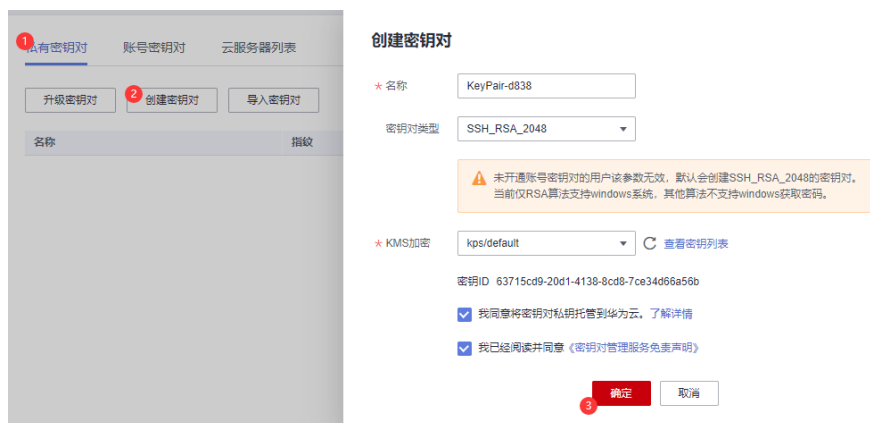 1
私有密钥对 账号密钥对 云服务器列表
升级密钥对 2 创建密钥对 导入密钥对
名称 指纹
创建密钥对
* 名称 KeyPair-d838
密钥对类型 SSH_RSA_2048
未开通账号密钥对的用户该参数无效，默认会创建SSH_RSA_2048的密钥对。
当前仅RSA算法支持windows系统，其他算法不支持windows获取密码。
* KMS加密 kps/default 查看密钥列表
密钥ID 63715cd9-20d1-4138-8cd8-7ce34d66a56b
我同意将密钥对私钥托管到华为云。了解详情
我已经阅读并同意《密钥对管理服务免责声明》
确定 取消
3